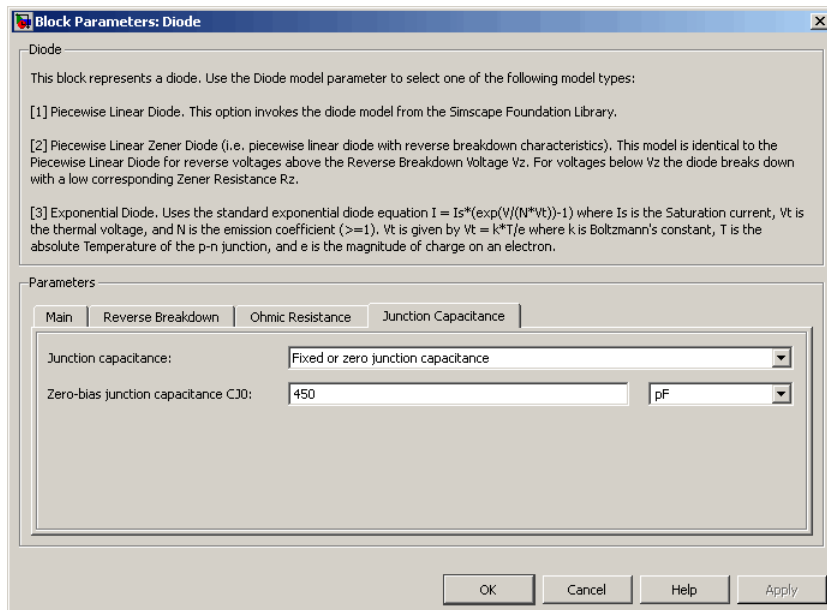 Block Parameters: Diode
Diode
This block represents a diode. Use the Diode model parameter to select one of the following model types:
[1] Piecewise Linear Diode. This option invokes the diode model from the Simscape Foundation Library.
[2] Piecewise Linear Zener Diode (i.e. piecewise linear diode with reverse breakdown characteristics). This model is identical to the
Piecewise Linear Diode for reverse voltages above the Reverse Breakdown Voltage Vz. For voltages below Vz the diode breaks down
with a low corresponding Zener Resistance Rz.
[3] Exponential Diode. Uses the standard exponential diode equation I = Is*(exp(V/(N*Vt))-1) where Is is the Saturation current, Vt is
the thermal voltage, and N is the emission coefficient (>=1). Vt is given by Vt = k*T/e where k is Boltzmann's constant, T is the
absolute Temperature of the p-n junction, and e is the magnitude of charge on an electron.
Parameters
Main Reverse Breakdown Ohmic Resistance Junction Capacitance
Junction capacitance: Fixed or zero junction capacitance
Zero-bias junction capacitance CJ0: 450 pF
OK Cancel Help Apply